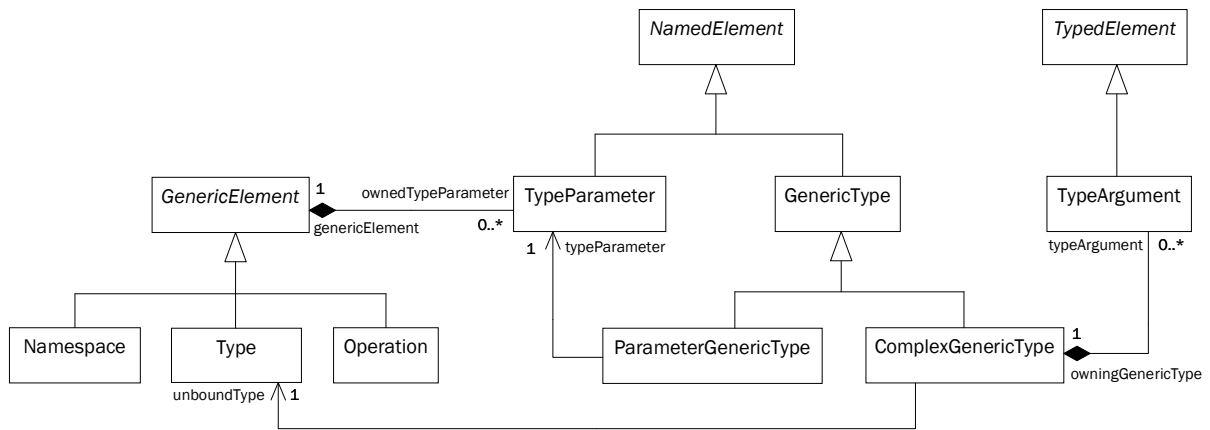 NamedElement
TypedElement
GenericElement
1
ownedTypeParameter
genericElement
0..*
TypeParameter
GenericType
TypeArgument
1
typeParameter
typeArgument
0..*
Namespace
Type
Operation
ParameterGenericType
ComplexGenericType
1
owningGenericType
unboundType
1